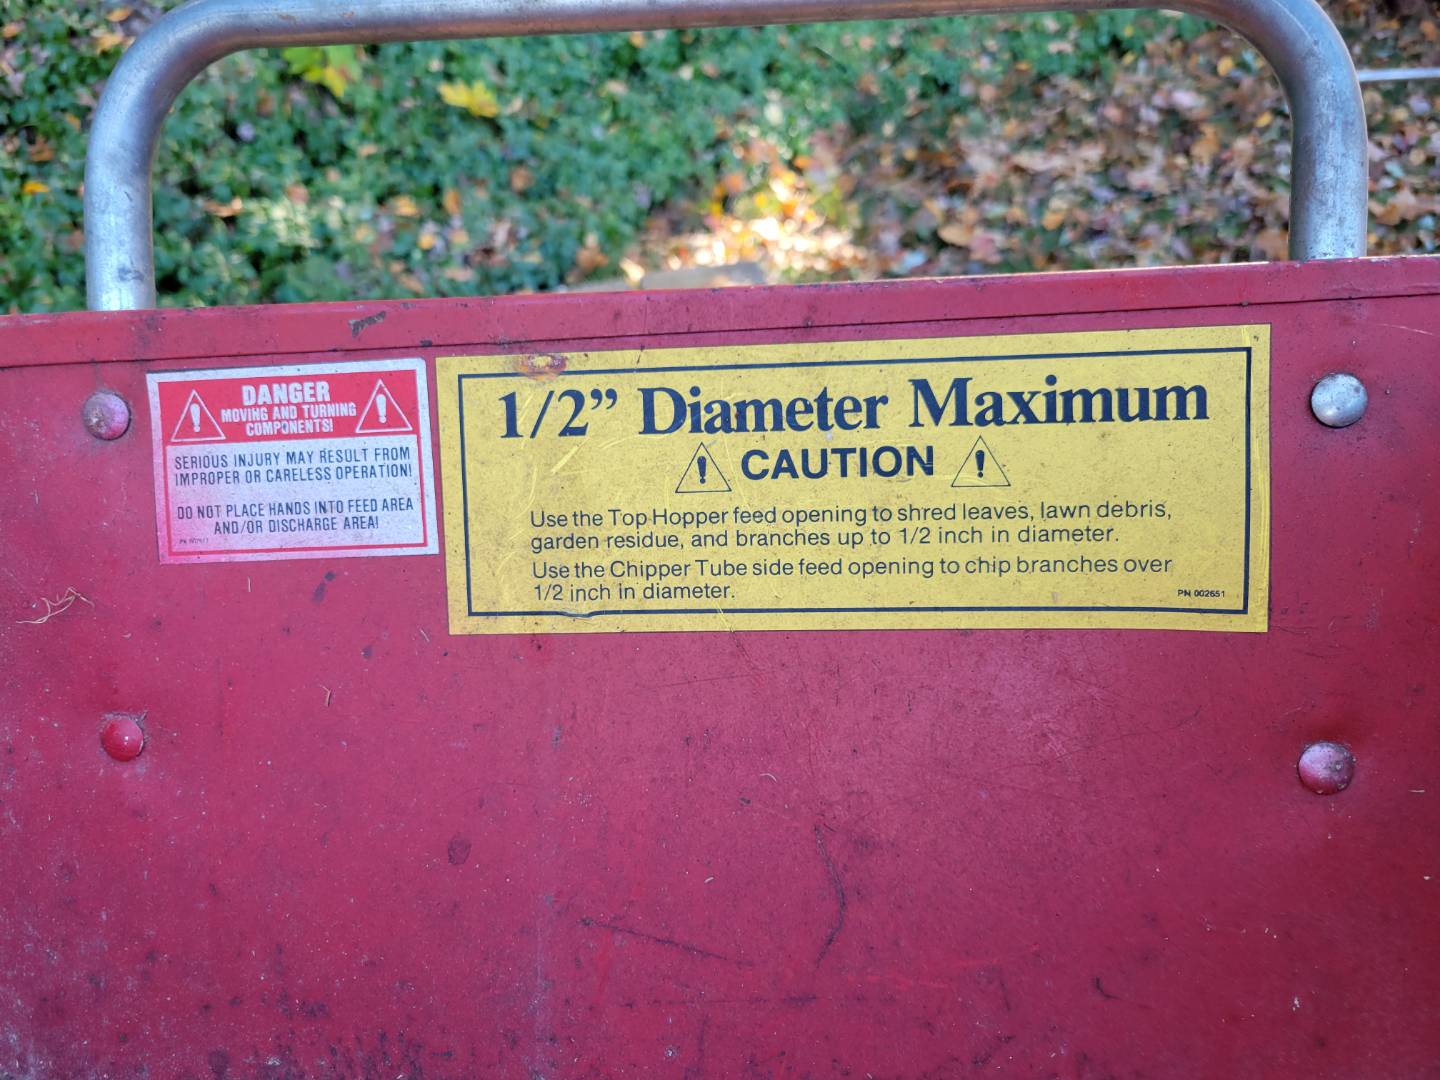 DANGER
MOVING AND TURNING
COMPONENTS!
SERIOUS INJURY MAY RESULT FROM
IMPROPER OR CARELESS OPERATION!
DO NOT PLACE HANDS INTO FEED AREA
AND/OR DISCHARGE AREA!
1/2” Diameter Maximum
CAUTION
Use the Top Hopper feed opening to shred leaves, lawn debris,
garden residue, and branches up to 1/2 inch in diameter.
Use the Chipper Tube side feed opening to chip branches over
1/2 inch in diameter.
PN 002651